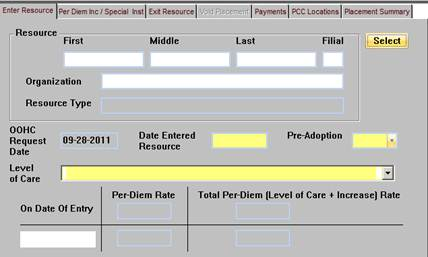 Enter Resource Per Diem Inc / Special Inst Exit Resource Void Placement Payments PCC Locations Placement Summary
Resource
First Middle Last Filial
Select
Organization
Resource Type
OOHC
Request
Date
09-28-2011
Date Entered
Resource
Pre-Adoption
Level
of Care
Per-Diem Rate Total Per-Diem (Level of Care + Increase) Rate
On Date Of Entry